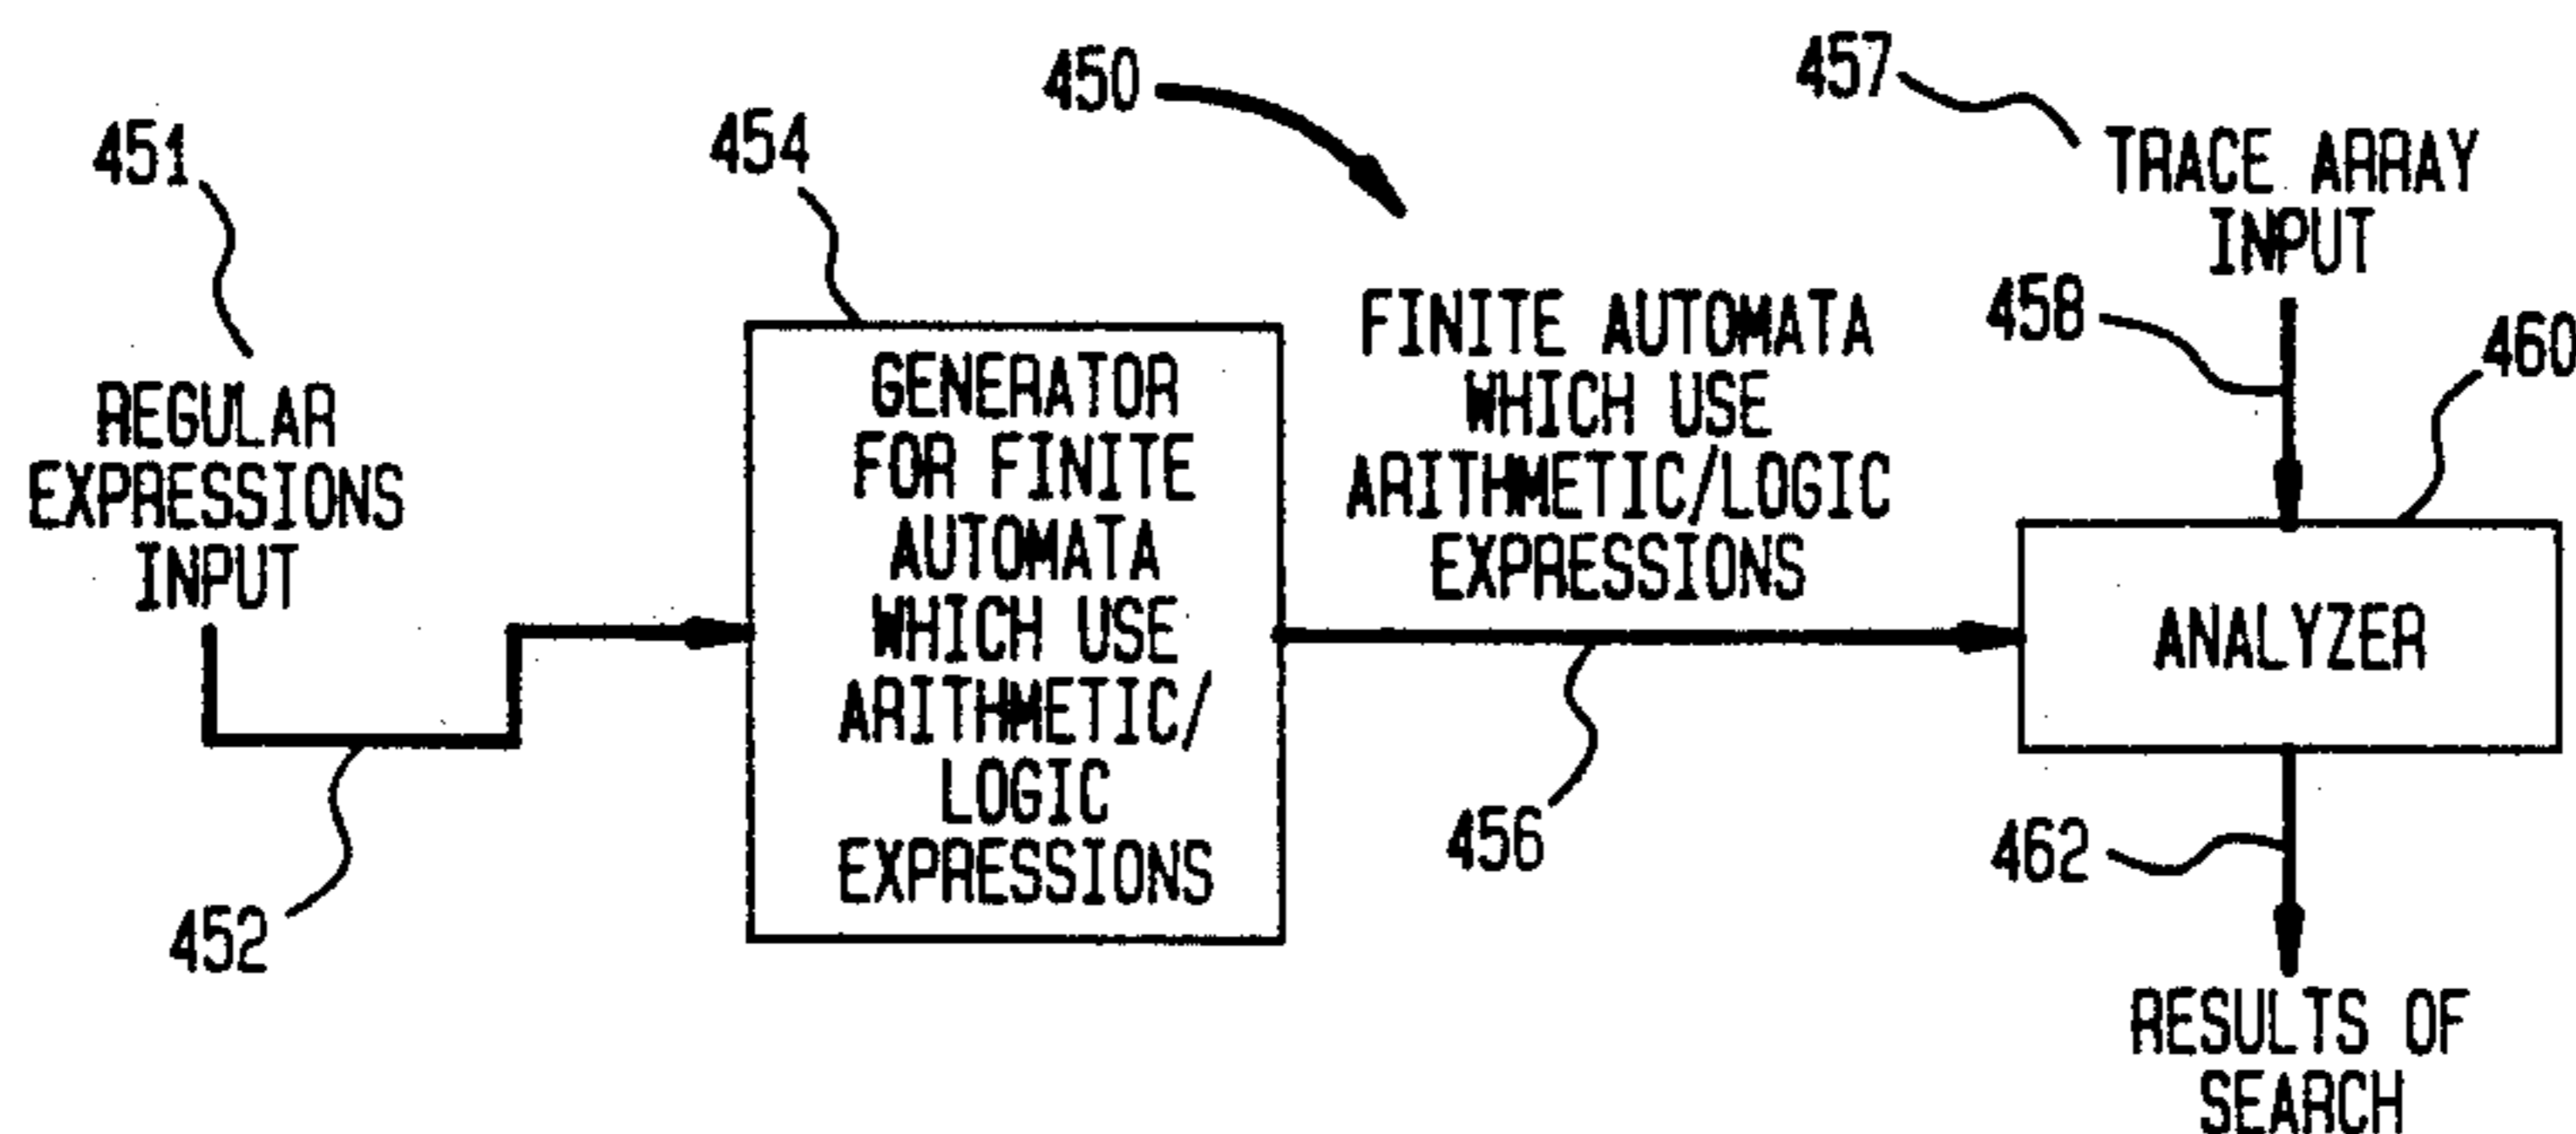 450
457
451
454
TRACE ARRAY
INPUT
458
460
REGULAR
EXPRESSIONS
INPUT
GENERATOR
FOR FINITE
AUTOMATA
WHICH USE
ARITHMETIC/
LOGIC
EXPRESSIONS
FINITE AUTOMATA
WHICH USE
ARITHMETIC/LOGIC
EXPRESSIONS
ANALYZER
452
456
462
RESULTS OF
SEARCH